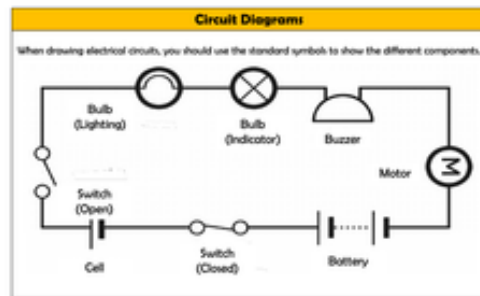 Circuit Diagrams
When drawing electrical circuits, you should use the standard symbols to show the different components.
Bulb
(Lighting)
Bulb
(Indicator)
Buzzer
Motor
M
Switch
(Open)
Cell
Switch
(Closed)
Battery